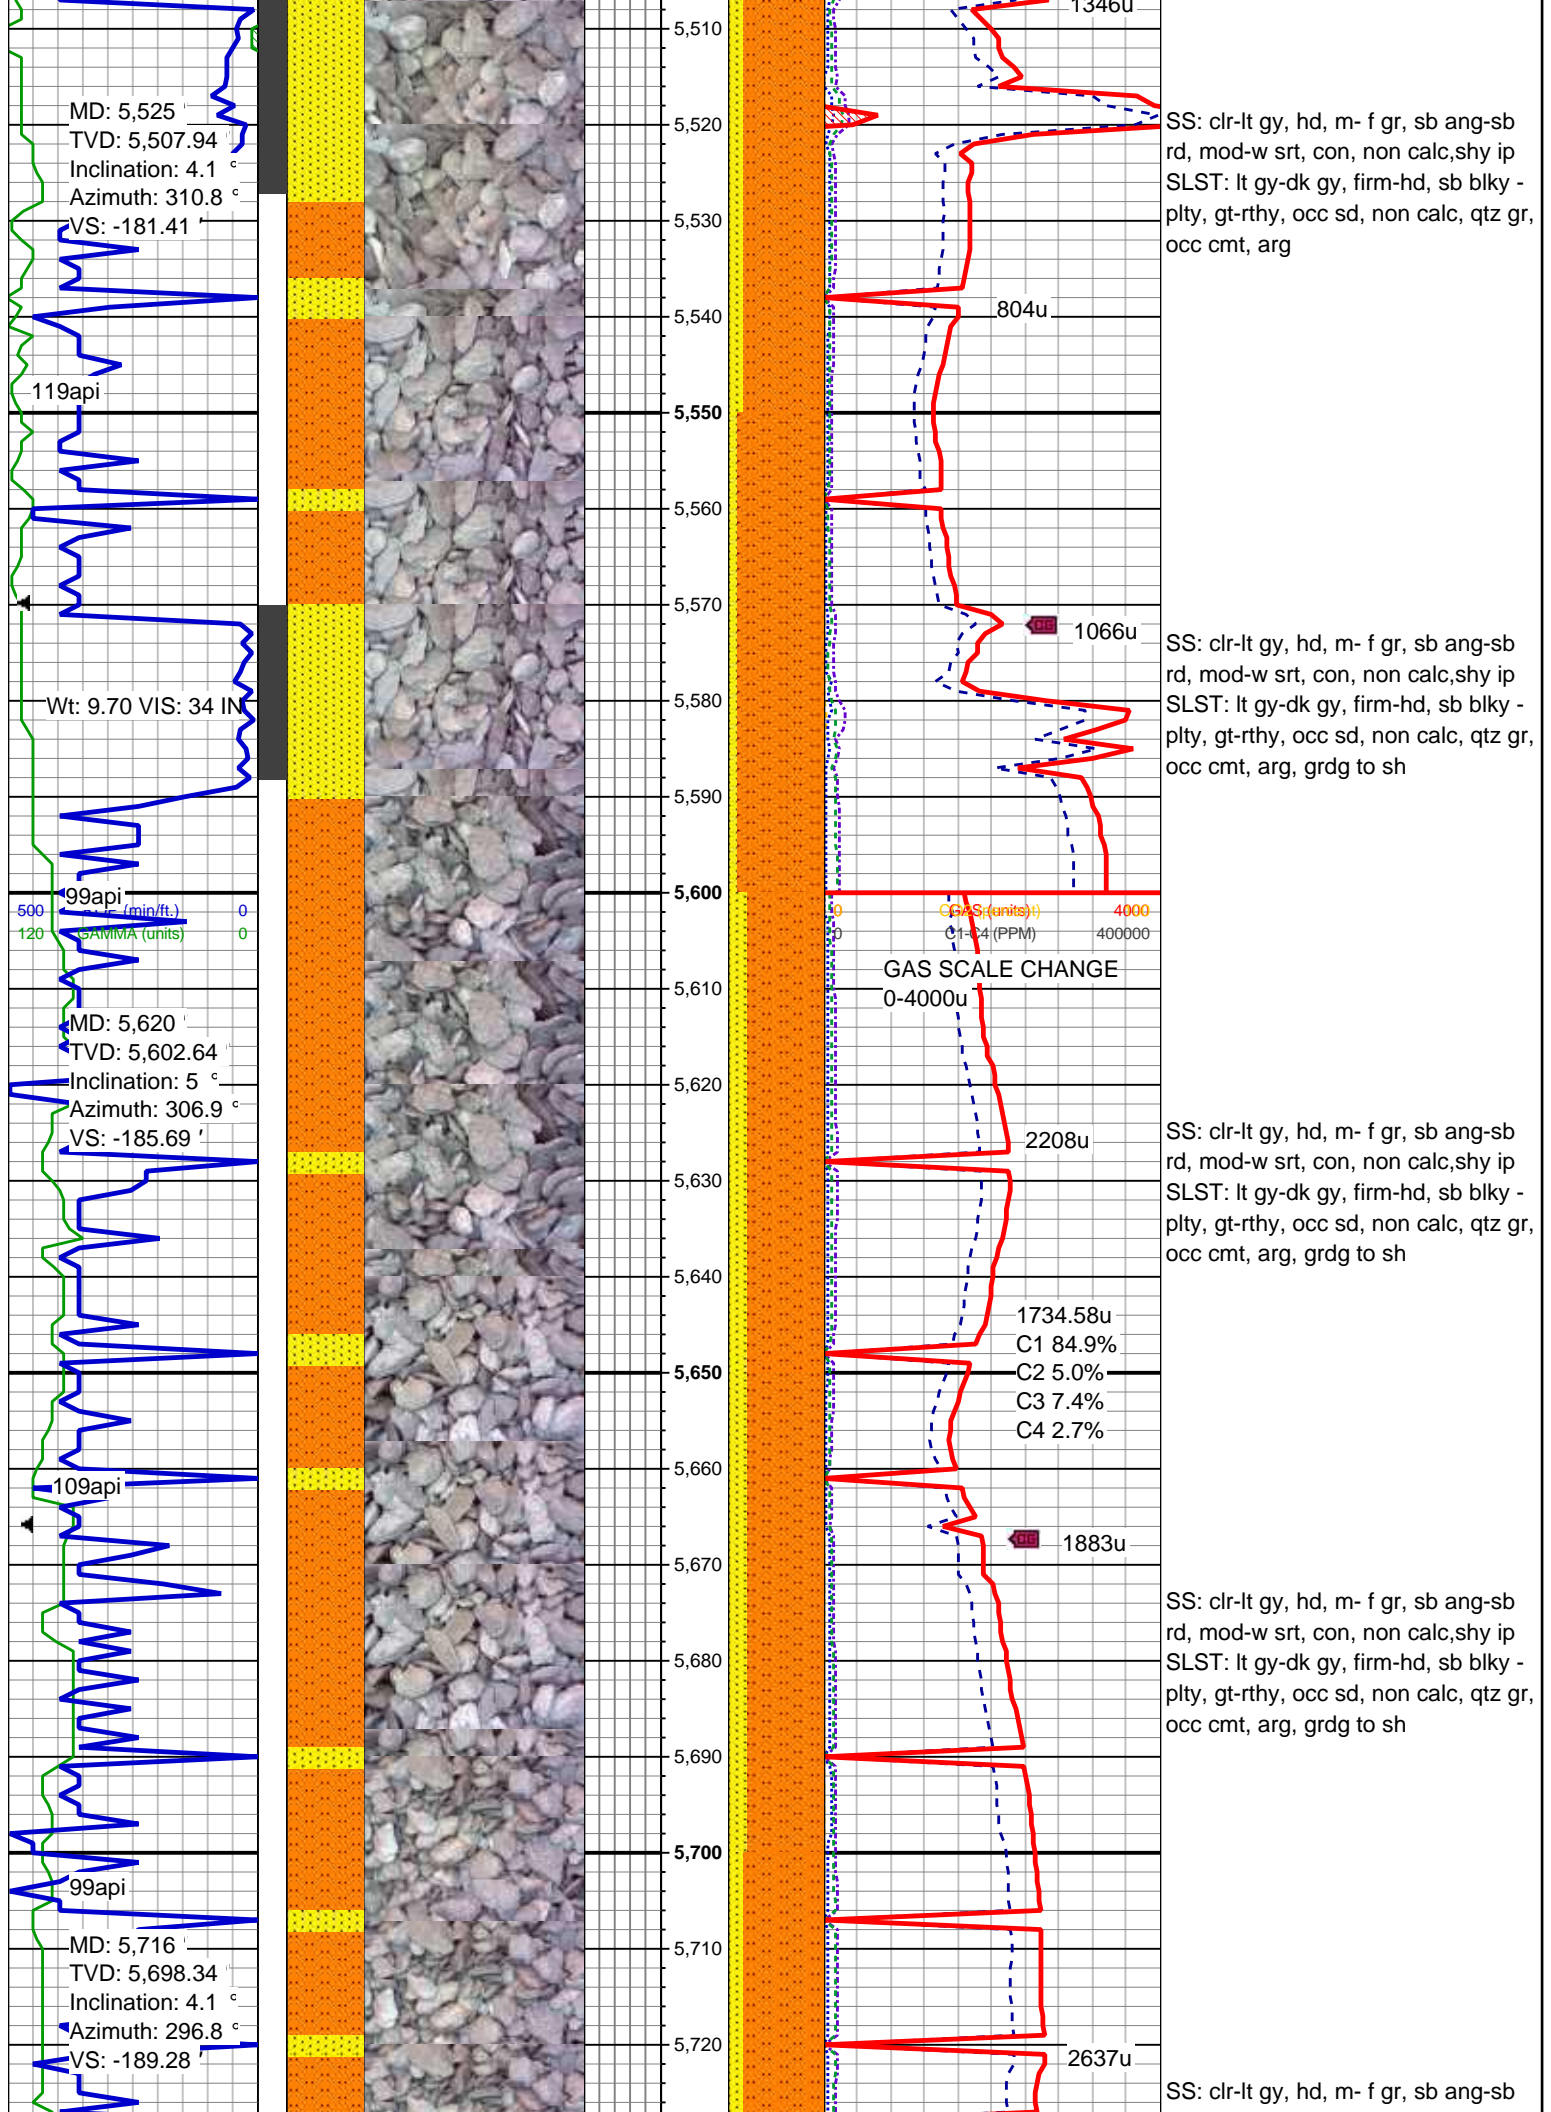 1346u
5,510
MD: 5,525 '
TVD: 5,507.94 '
Inclination: 4.1 °
Azimuth: 310.8 °
VS: -181.41 '
5,520
SS: clr-lt gy, hd, m- f gr, sb ang-sb
rd, mod-w srt, con, non calc,shy ip
SLST: lt gy-dk gy, firm-hd, sb blky -
plty, gt-rthy, occ sd, non calc, qtz gr,
occ cmt, arg
5,530
804u
5,540
119api
5,550
5,560
5,570
CG 1066u
SS: clr-lt gy, hd, m- f gr, sb ang-sb
rd, mod-w srt, con, non calc,shy ip
SLST: lt gy-dk gy, firm-hd, sb blky -
plty, gt-rthy, occ sd, non calc, qtz gr,
occ cmt, arg, grdg to sh
Wt: 9.70 VIS: 34 IN
5,580
5,590
99api
5,600
500 (min/ft.) 0
120 GAMMA (units) 0
0 GAS (units) 4000
0 C1-C4 (PPM) 400000
GAS SCALE CHANGE
0-4000u
5,610
MD: 5,620 '
TVD: 5,602.64 '
Inclination: 5 °
Azimuth: 306.9 °
VS: -185.69 '
5,620
2208u
SS: clr-lt gy, hd, m- f gr, sb ang-sb
rd, mod-w srt, con, non calc,shy ip
SLST: lt gy-dk gy, firm-hd, sb blky -
plty, gt-rthy, occ sd, non calc, qtz gr,
occ cmt, arg, grdg to sh
5,630
5,640
1734.58u
C1 84.9%
C2 5.0%
C3 7.4%
C4 2.7%
5,650
5,660
109api
CG 1883u
5,670
SS: clr-lt gy, hd, m- f gr, sb ang-sb
rd, mod-w srt, con, non calc,shy ip
SLST: lt gy-dk gy, firm-hd, sb blky -
plty, gt-rthy, occ sd, non calc, qtz gr,
occ cmt, arg, grdg to sh
5,680
5,690
5,700
99api
5,710
MD: 5,716 '
TVD: 5,698.34 '
Inclination: 4.1 °
Azimuth: 296.8 °
VS: -189.28 '
5,720
2637u
SS: clr-lt gy, hd, m- f gr, sb ang-sb